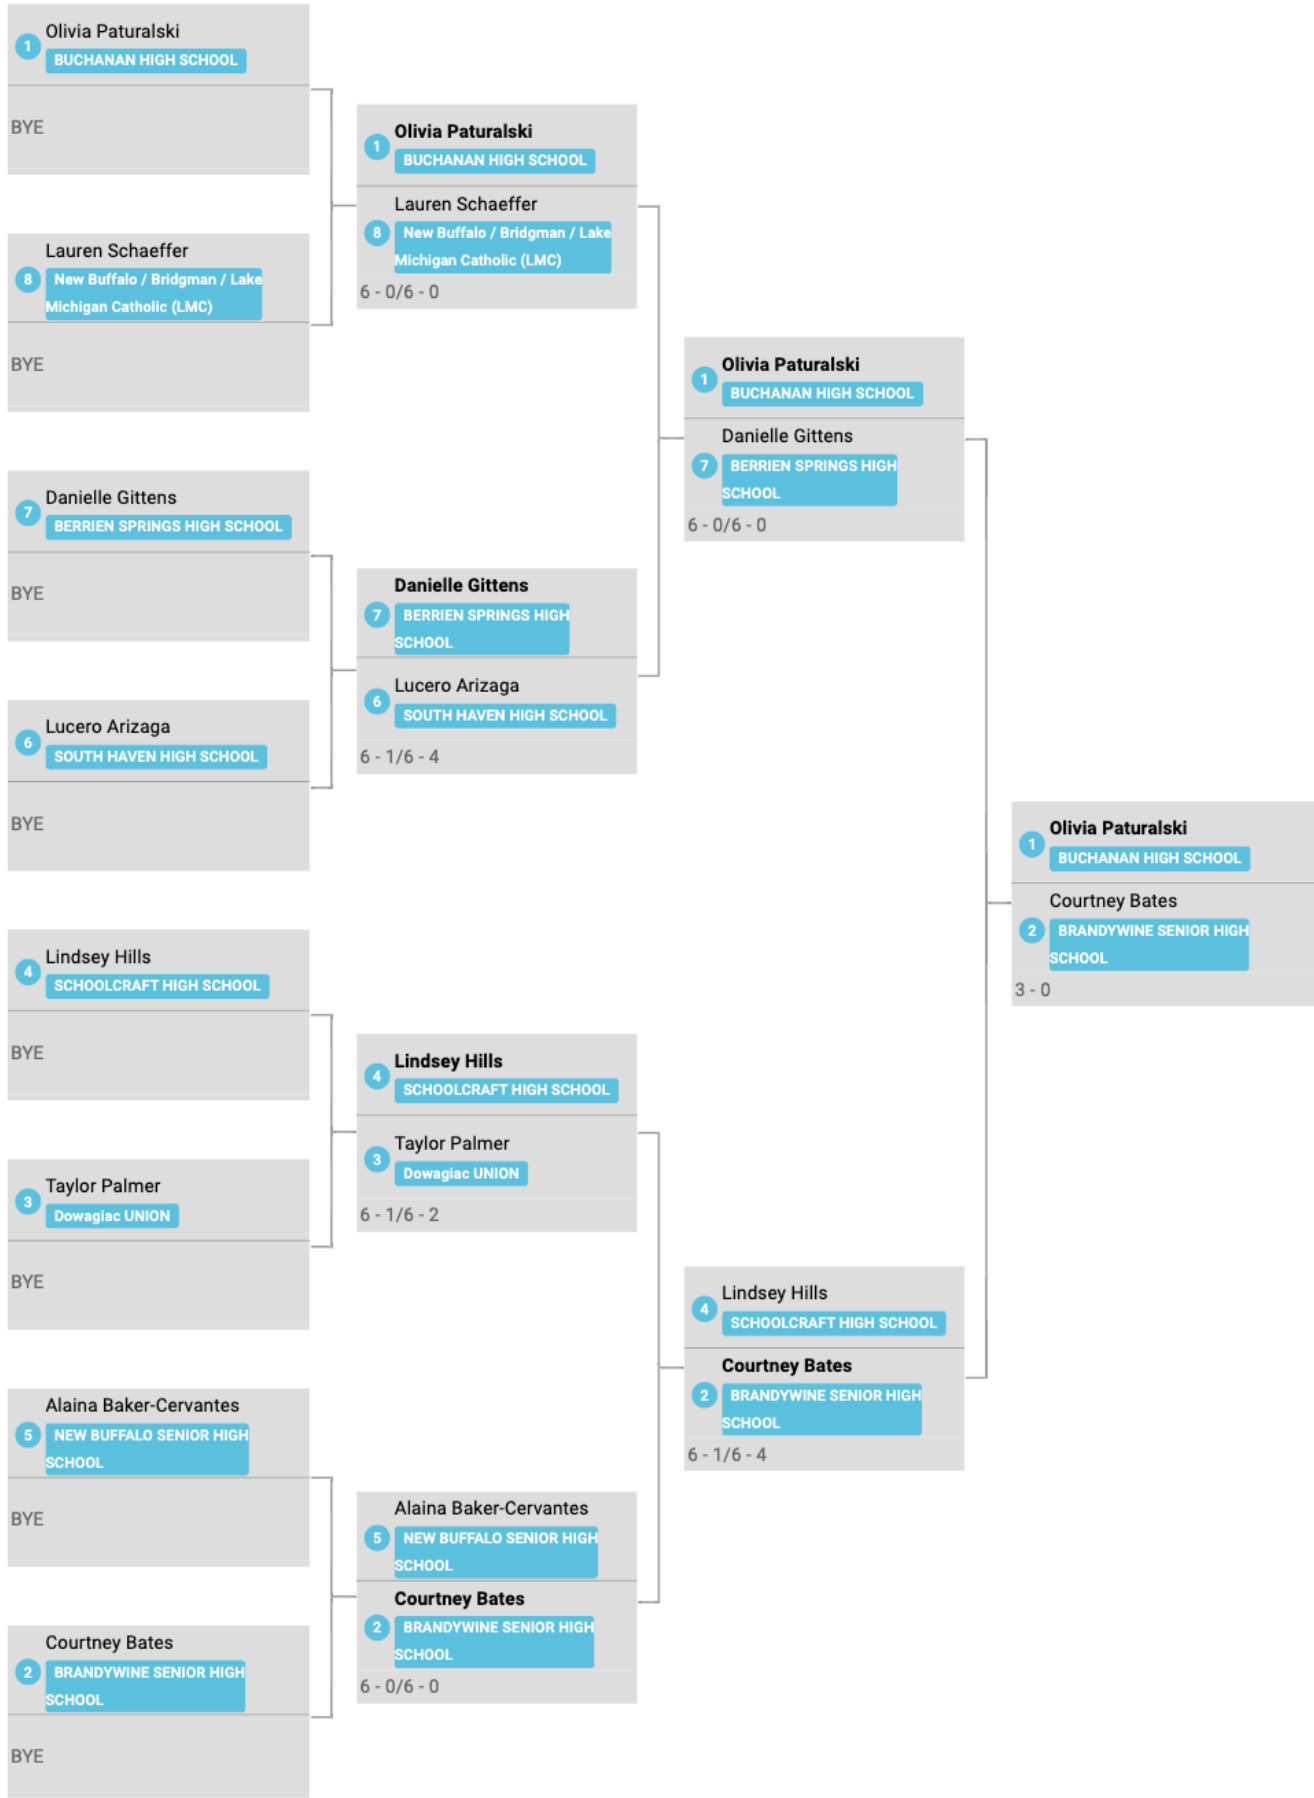 1
Olivia Paturalski
BUCHANAN HIGH SCHOOL
BYE
8
Lauren Schaeffer
New Buffalo / Bridgman / Lake
Michigan Catholic (LMC)
BYE
7
Danielle Gittens
BERRIEN SPRINGS HIGH SCHOOL
BYE
6
Lucero Arizaga
SOUTH HAVEN HIGH SCHOOL
BYE
4
Lindsey Hills
SCHOOLCRAFT HIGH SCHOOL
BYE
3
Taylor Palmer
Dowagiac UNION
BYE
5
Alaina Baker-Cervantes
NEW BUFFALO SENIOR HIGH
SCHOOL
BYE
2
Courtney Bates
BRANDYWINE SENIOR HIGH
SCHOOL
BYE
1
Olivia Paturalski
BUCHANAN HIGH SCHOOL
8
Lauren Schaeffer
New Buffalo / Bridgman / Lake
Michigan Catholic (LMC)
6 - 0/6 - 0
7
Danielle Gittens
BERRIEN SPRINGS HIGH
SCHOOL
6
Lucero Arizaga
SOUTH HAVEN HIGH SCHOOL
6 - 1/6 - 4
4
Lindsey Hills
SCHOOLCRAFT HIGH SCHOOL
3
Taylor Palmer
Dowagiac UNION
6 - 1/6 - 2
5
Alaina Baker-Cervantes
NEW BUFFALO SENIOR HIGH
SCHOOL
2
Courtney Bates
BRANDYWINE SENIOR HIGH
SCHOOL
6 - 0/6 - 0
1
Olivia Paturalski
BUCHANAN HIGH SCHOOL
7
Danielle Gittens
BERRIEN SPRINGS HIGH
SCHOOL
6 - 0/6 - 0
4
Lindsey Hills
SCHOOLCRAFT HIGH SCHOOL
2
Courtney Bates
BRANDYWINE SENIOR HIGH
SCHOOL
6 - 1/6 - 4
1
Olivia Paturalski
BUCHANAN HIGH SCHOOL
2
Courtney Bates
BRANDYWINE SENIOR HIGH
SCHOOL
3 - 0